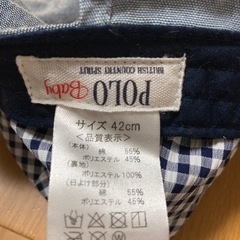 BRITISH COUNTRY SPIRIT
POLO
Baby
サイズ 42cm
<品質表示>
(本体) 綿 55%
ポリエステル 45%
(裏地)
ポリエステル100%
(日よけ部分)
綿 55%
ポリエステル 45%